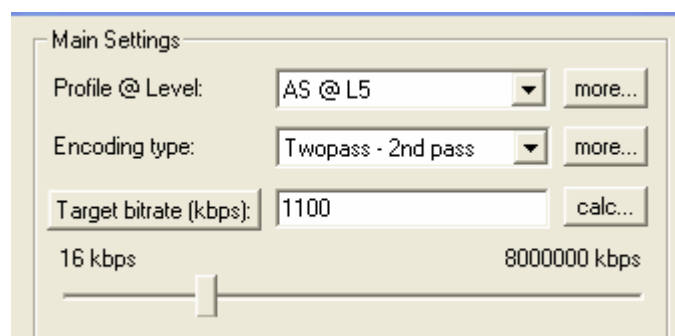 Main Settings
Profile @ Level: AS @ L5 more...
Encoding type: Twopass - 2nd pass more...
Target bitrate (kbps): 1100 calc...
16 kbps 8000000 kbps